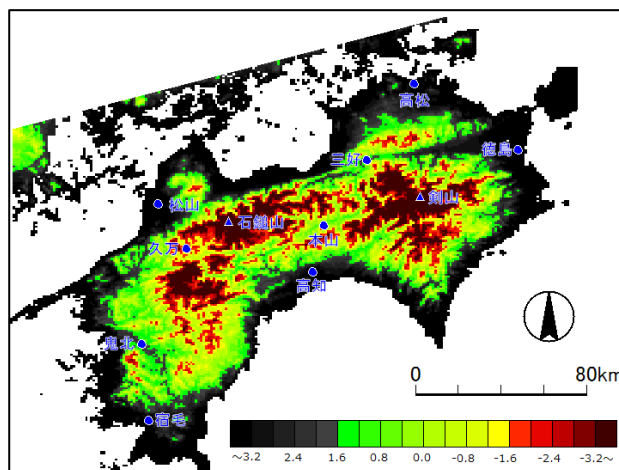 高松
徳島
三好
剣山
松山
石鎚山
本山
久万
高知
鬼北
宿毛
0 80km
～3.2 2.4 1.6 0.8 0.0 -0.8 -1.6 -2.4 -3.2～